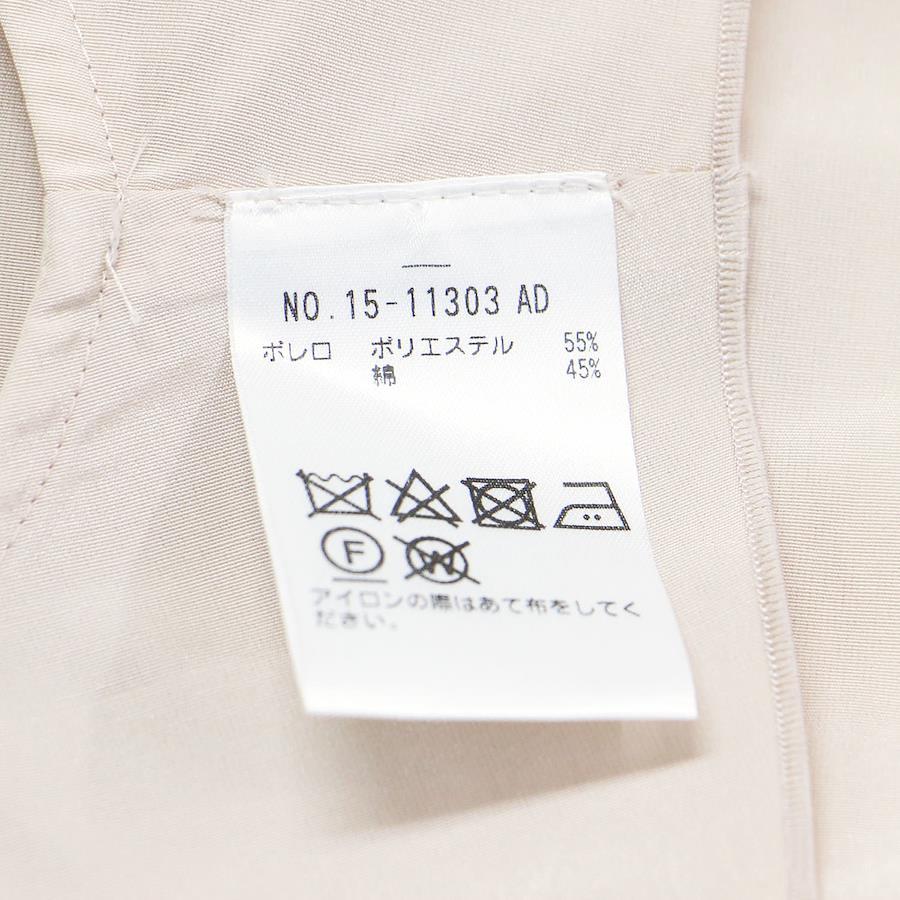 NO.15-11303 AD
ボレロ ポリエステル 55%
綿 45%
F
W
アイロンの際はあて布をしてく
ださい。